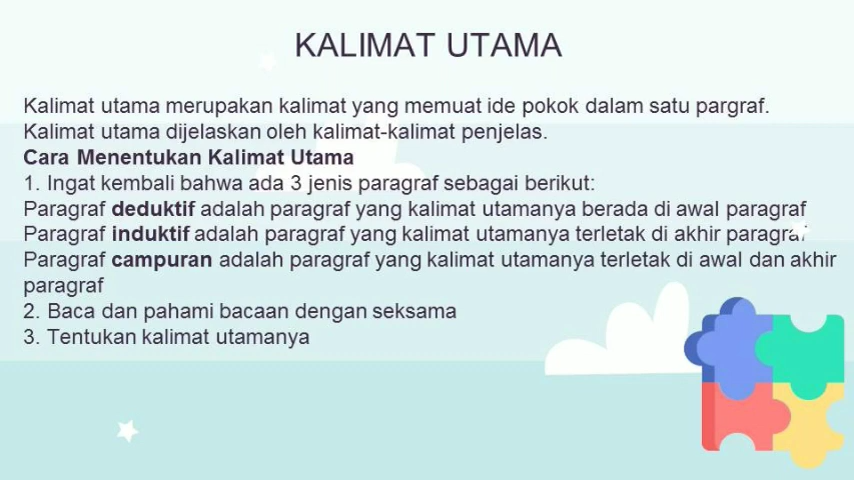 KALIMAT UTAMA
Kalimat utama merupakan kalimat yang memuat ide pokok dalam satu pargraf.
Kalimat utama dijelaskan oleh kalimat-kalimat penjelas.
Cara Menentukan Kalimat Utama
1. Ingat kembali bahwa ada 3 jenis paragraf sebagai berikut:
Paragraf deduktif adalah paragraf yang kalimat utamanya berada di awal paragraf
Paragraf induktif adalah paragraf yang kalimat utamanya terletak di akhir paragraf
Paragraf campuran adalah paragraf yang kalimat utamanya terletak di awal dan akhir
paragraf
2. Baca dan pahami bacaan dengan seksama
3. Tentukan kalimat utamanya